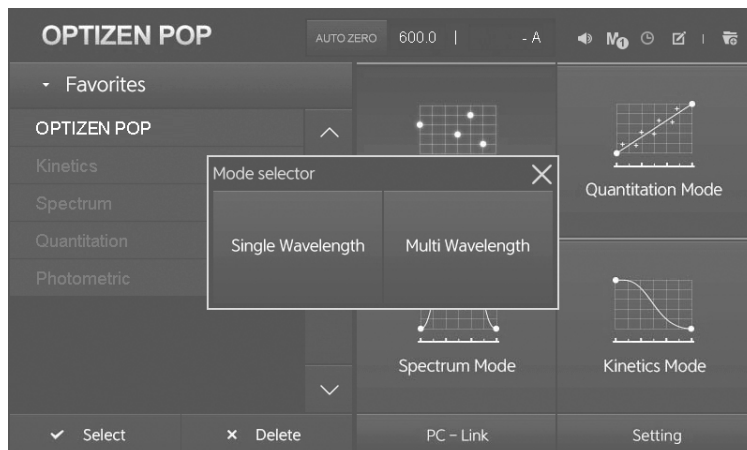 OPTIZEN POP
AUTO ZERO 600.0 | - A
Favorites
OPTIZEN POP
Kinetics
Spectrum
Quantitation
Photometric
Mode selector
Single Wavelength
Multi Wavelength
Quantitation Mode
Spectrum Mode
Kinetics Mode
Select
Delete
PC - Link
Setting